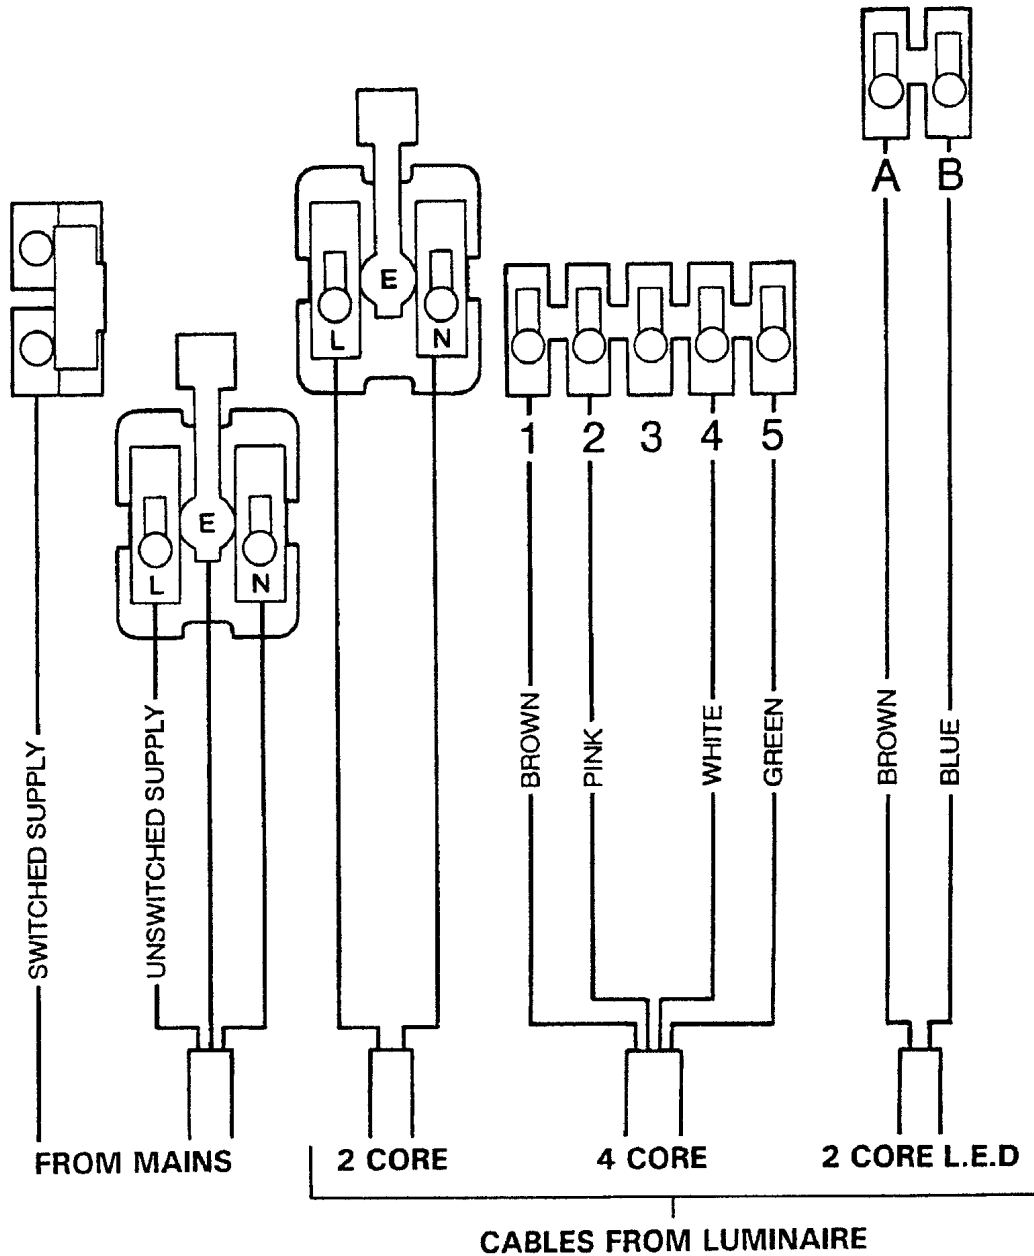 A B
E
L N
E
L N
1 2 3 4 5
SWITCHED SUPPLY
UNSWITCHED SUPPLY
BROWN
PINK
WHITE
GREEN
BROWN
BLUE
FROM MAINS
2 CORE
4 CORE
2 CORE L.E.D
CABLES FROM LUMINAIRE